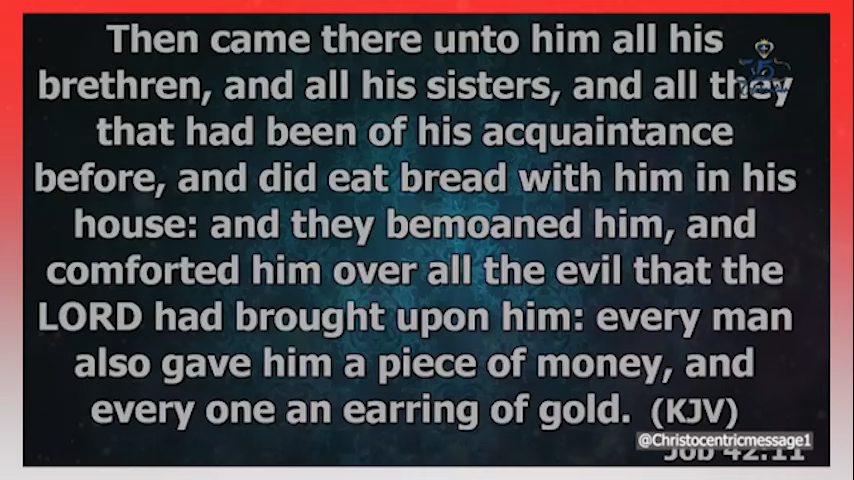 Then came there unto him all his
brethren, and all his sisters, and all they
that had been of his acquaintance
before, and did eat bread with him in his
house: and they bemoaned him, and
comforted him over all the evil that the
LORD had brought upon him: every man
also gave him a piece of money, and
every one an earring of gold. (KJV)
@Christocentricmessage1
Job 42:11